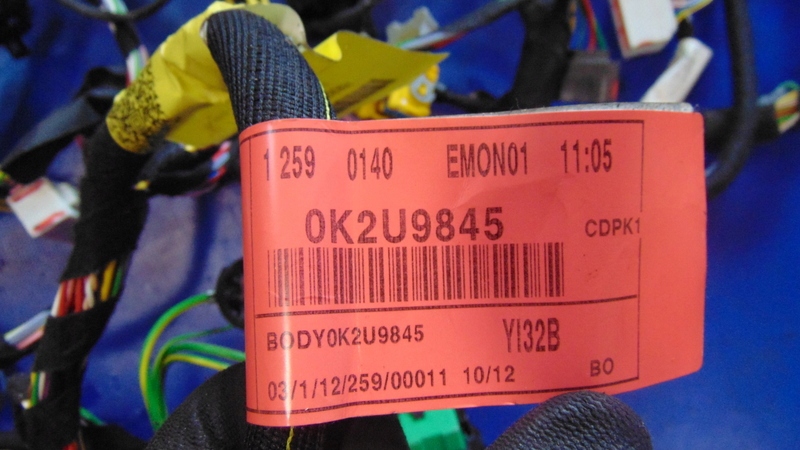 1 259 0140 EMON01 11:05
0K2U9845 CDPK1
BODY0K2U9845 YI32B
03/1/12/259/00011 10/12 BO